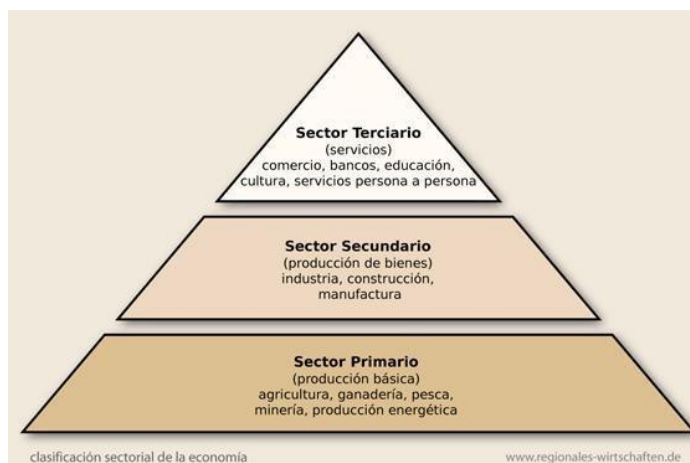 Sector Terciario
(servicios)
comercio, bancos, educación,
cultura, servicios persona a persona
Sector Secundario
(producción de bienes)
industria, construcción,
manufactura
Sector Primario
(producción básica)
agricultura, ganadería, pesca,
minería, producción energética
clasificación sectorial de la economía
www.regionales-wirtschaften.de